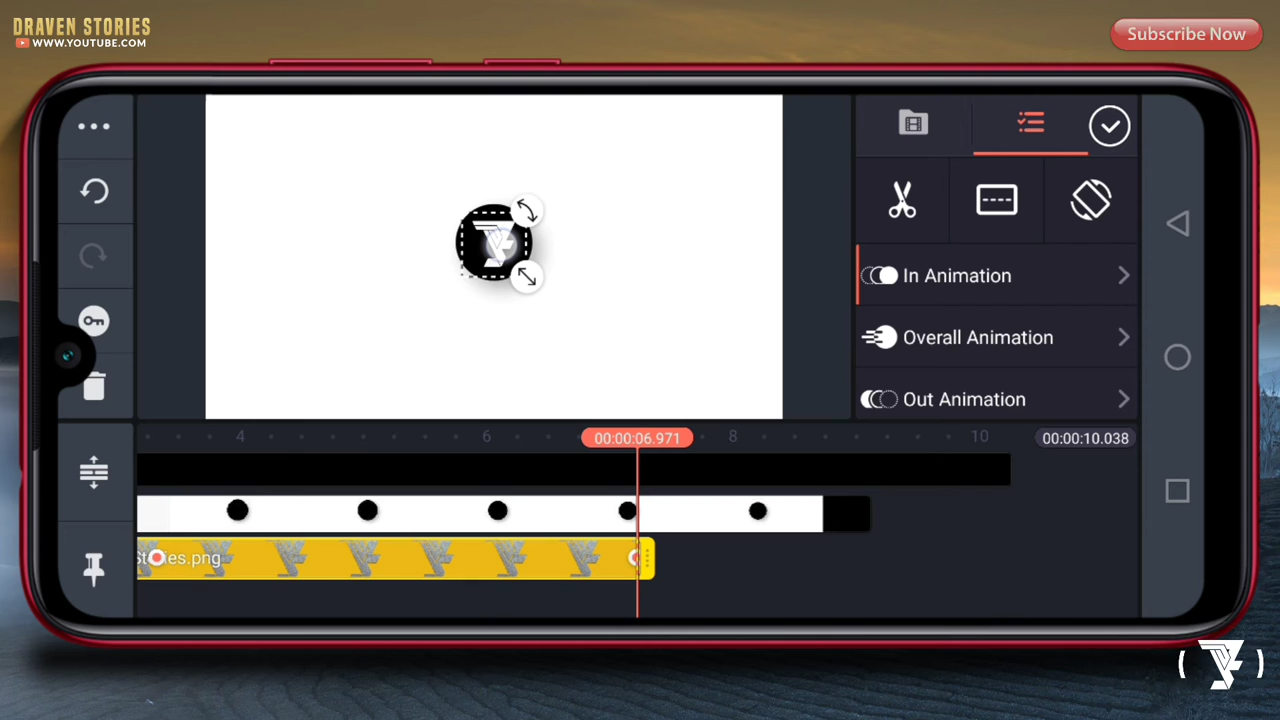 DRAVEN STORIES
WWW.YOUTUBE.COM
Subscribe Now
In Animation
Overall Animation
Out Animation
4
6
00:00:06.971
8
10
00:00:10.038
Stories.png